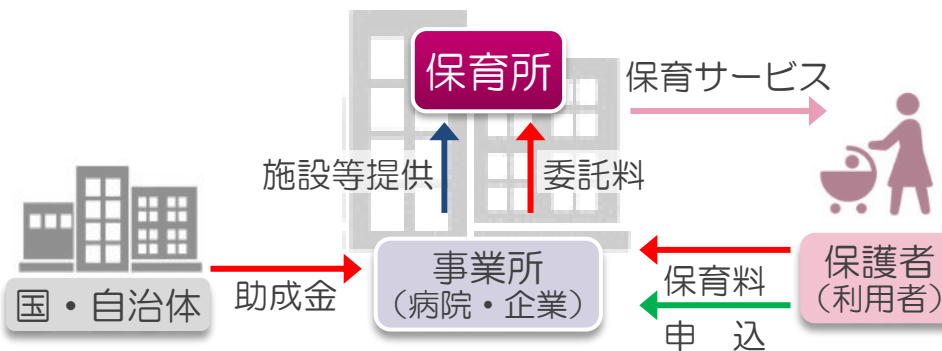 保育所
保育サービス
施設等提供
委託料
国・自治体
助成金
事業所
（病院・企業）
保育料
申　込
保護者
（利用者）